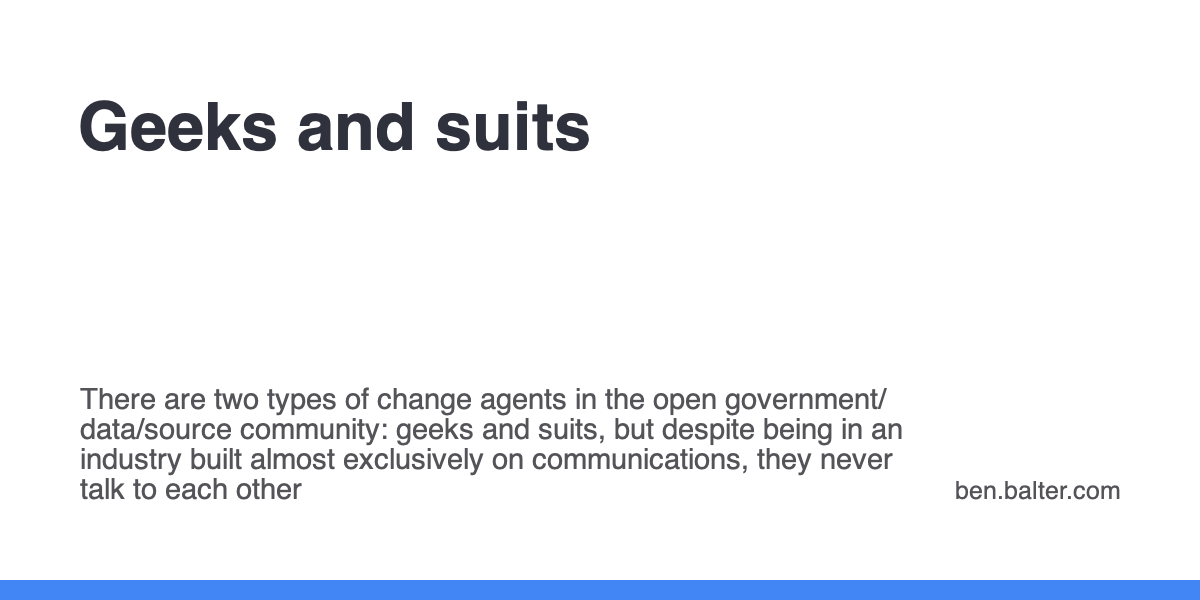 Geeks and suits
There are two types of change agents in the open government/
data/source community: geeks and suits, but despite being in an
industry built almost exclusively on communications, they never
talk to each other
ben.balter.com